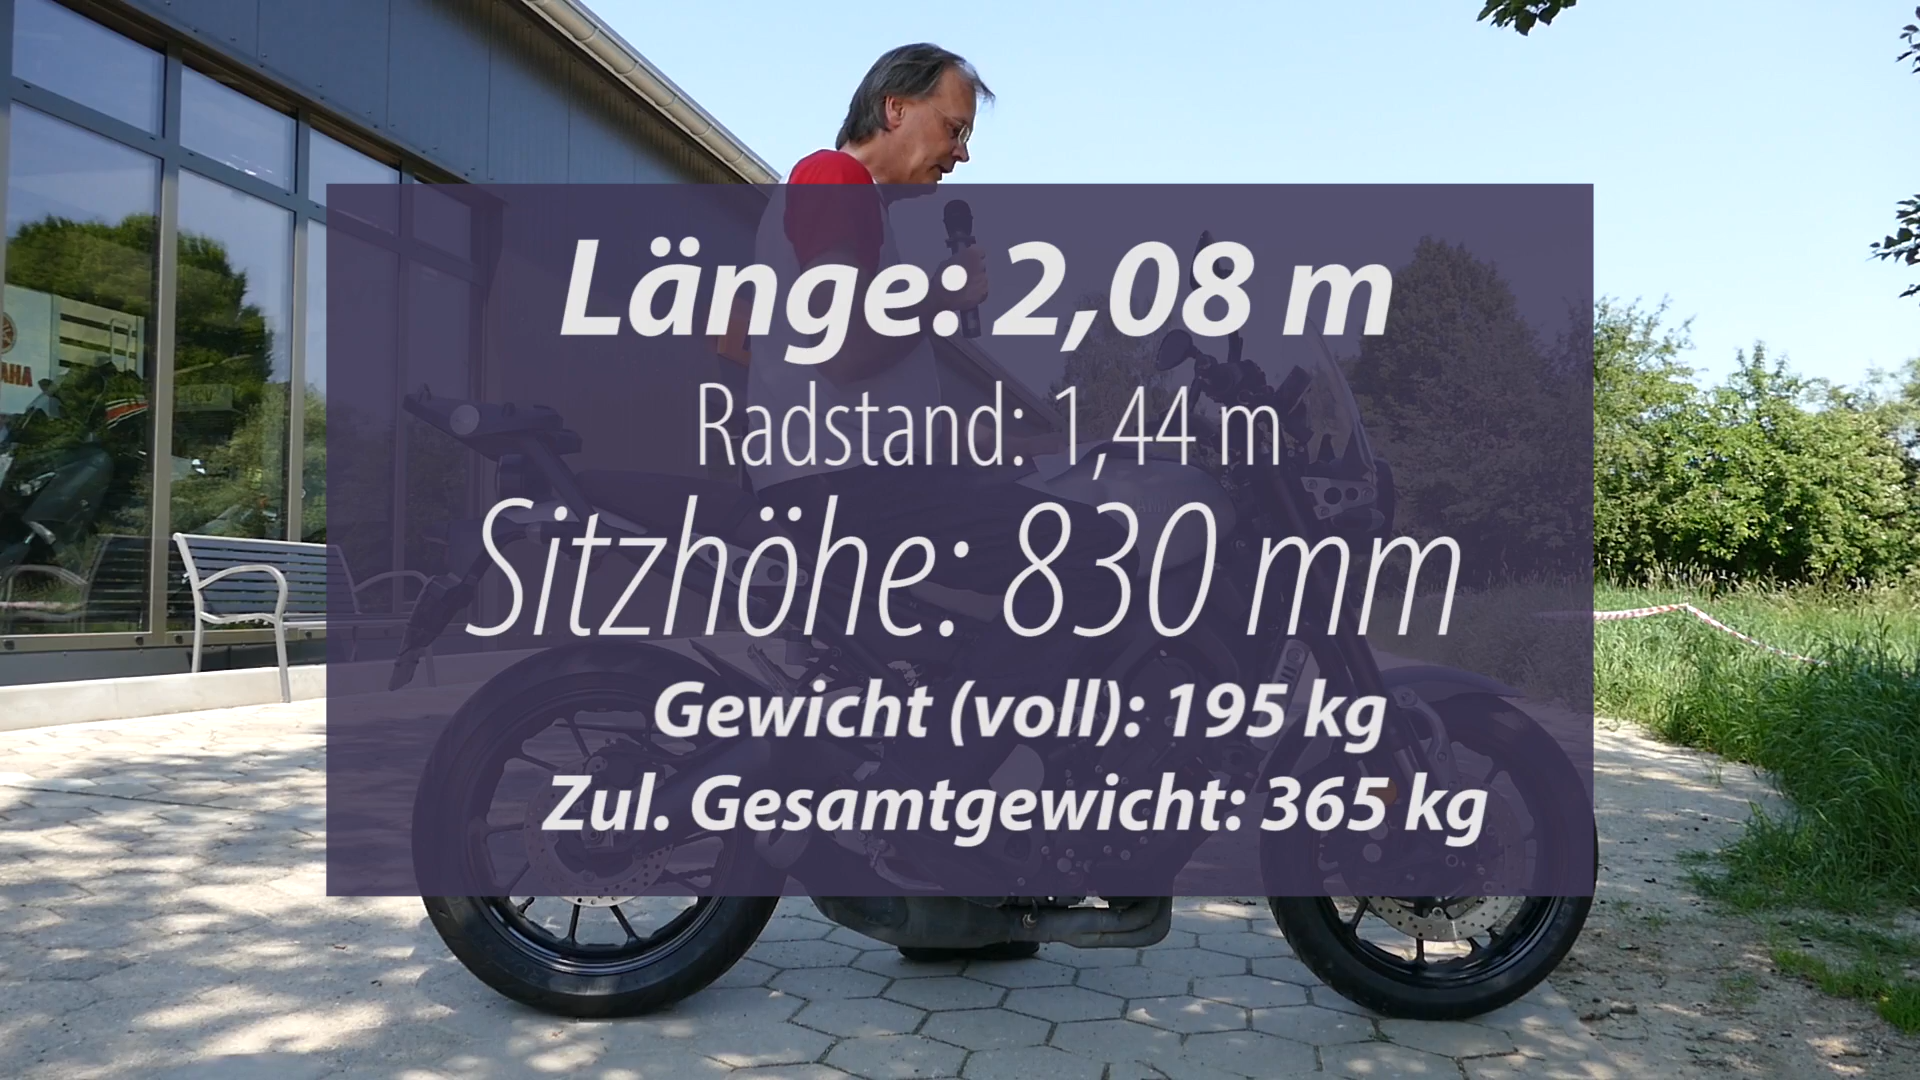 Länge: 2,08 m
Radstand: 1,44 m
Sitzhöhe: 830 mm
Gewicht (voll): 195 kg
Zul. Gesamtgewicht: 365 kg